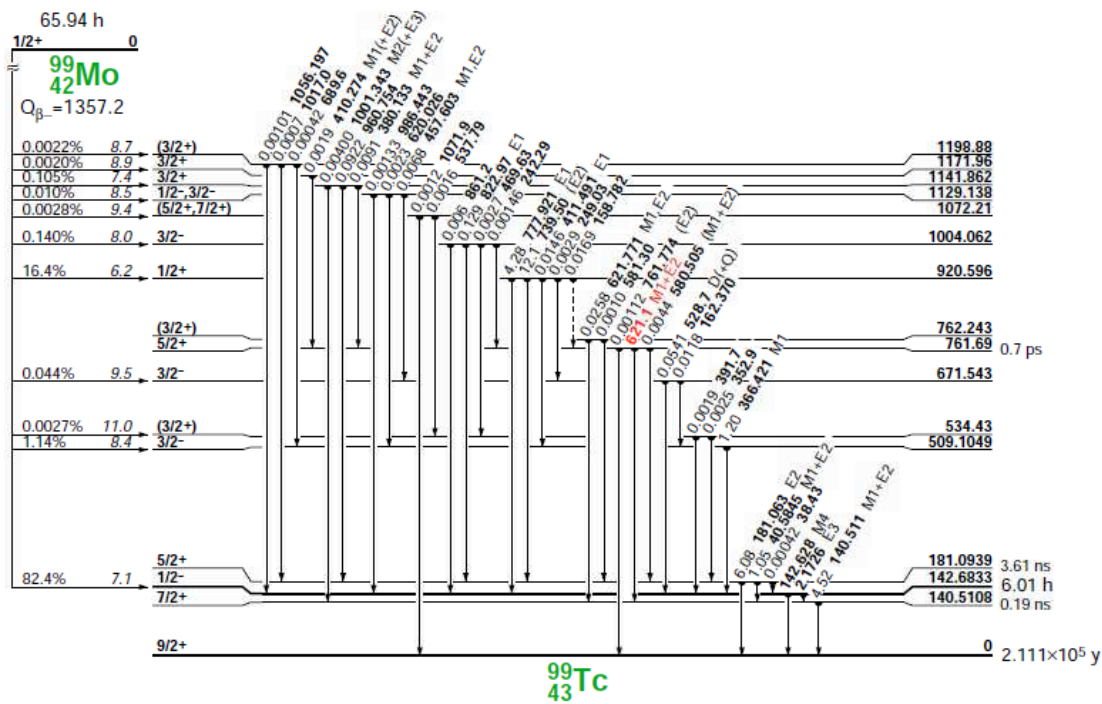 65.94 h
1/2+ 0
99
42Mo
Qβ−=1357.2
0.00101 1056.197
0.0007 1017.0
0.00042 689.6
0.0019 410.274 M1(+E2)
0.00400 1001.343 M2(+E3)
0.0922 960.754
0.0091 380.133 M1+E2
0.00133 986.443
0.0023 620.026
0.0068 457.603 M1,E2
0.0012 1071.9
0.0016 537.79
0.006 861.2
0.129 822.97 E1
0.0027 469.63
0.00146 242.29
4.28 777.921 E1
12.1 739.50 (E2)
0.0146 411.491 E1
0.0029 249.03
0.0169 158.782
0.0258 621.771 M1,E2
0.0010 581.30
0.00112 761.774 (E2)
621.1 M1+E2
0.0044 580.505 (M1+E2)
0.0541 528.7 D(+Q)
0.0118 162.370
0.0019 391.7
0.0025 352.9
1.20 366.421 M1
6.08 181.063 E2
1.05 40.5845 M1+E2
0.00042 38.43
142.628 M4
2.1726 E3
4.52 140.511 M1+E2
0.0022% 8.7 (3/2+) 1198.88
0.0020% 8.9 3/2+ 1171.96
0.105% 7.4 3/2+ 1141.862
0.010% 8.5 1/2−,3/2− 1129.138
0.0028% 9.4 (5/2+,7/2+) 1072.21
0.140% 8.0 3/2− 1004.062
16.4% 6.2 1/2+ 920.596
(3/2+) 762.243
5/2+ 761.69 0.7 ps
0.044% 9.5 3/2− 671.543
0.0027% 11.0 (3/2+) 534.43
1.14% 8.4 3/2− 509.1049
5/2+ 181.0939 3.61 ns
82.4% 7.1 1/2− 142.6833 6.01 h
7/2+ 140.5108 0.19 ns
9/2+ 0 2.111×10⁵ y
99
43Tc